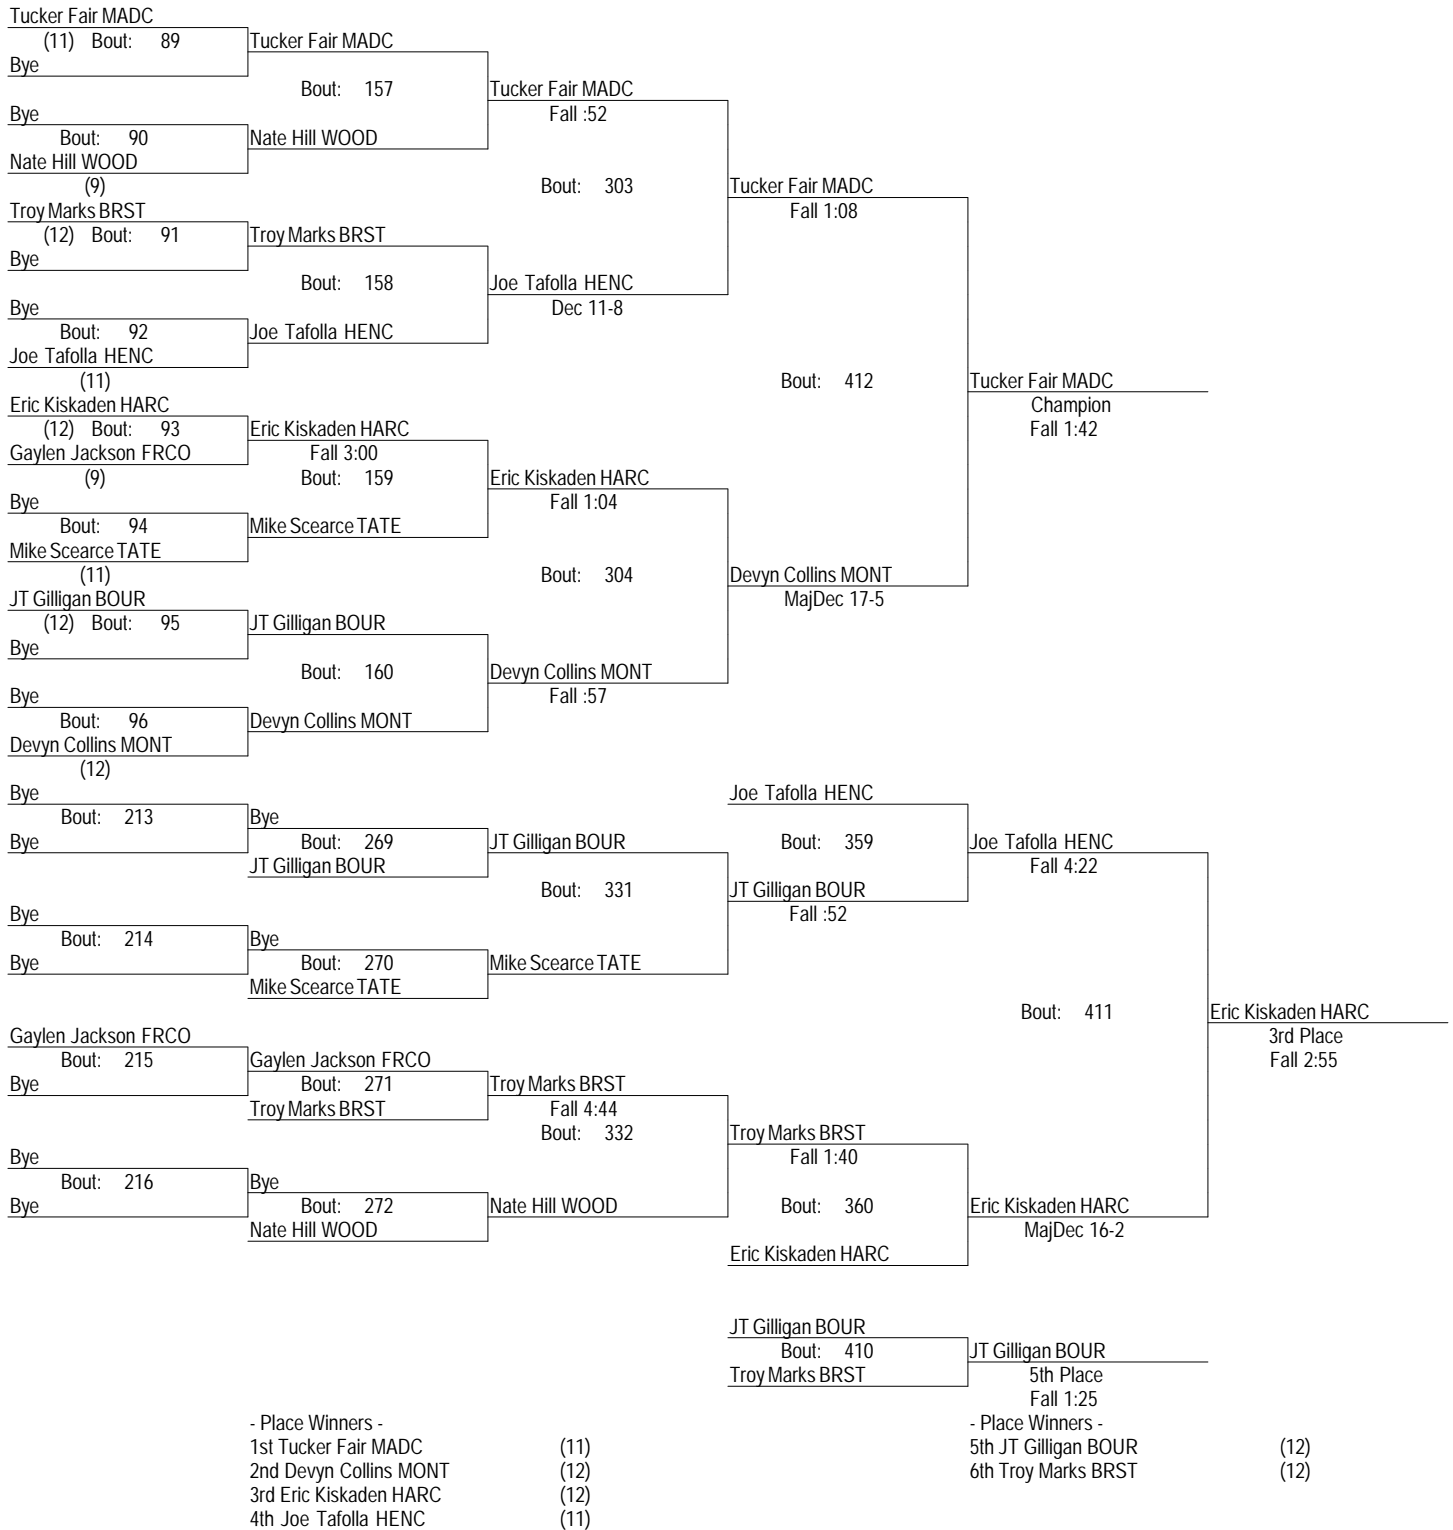 Tucker Fair MADC
(11) Bout: 89 Tucker Fair MADC
Bye
Bout: 157 Tucker Fair MADC
Bye Fall :52
Bout: 90 Nate Hill WOOD
Nate Hill WOOD
(9) Bout: 303 Tucker Fair MADC
Troy Marks BRST Fall 1:08
(12) Bout: 91 Troy Marks BRST
Bye
Bout: 158 Joe Tafolla HENC
Bye Dec 11-8
Bout: 92 Joe Tafolla HENC
Joe Tafolla HENC
(11) Bout: 412 Tucker Fair MADC
Eric Kiskaden HARC Champion
(12) Bout: 93 Eric Kiskaden HARC Fall 1:42
Gaylen Jackson FRCO Fall 3:00
(9) Bout: 159 Eric Kiskaden HARC
Bye Fall 1:04
Bout: 94 Mike Scearce TATE
Mike Scearce TATE
(11) Bout: 304 Devyn Collins MONT
JT Gilligan BOUR MajDec 17-5
(12) Bout: 95 JT Gilligan BOUR
Bye
Bout: 160 Devyn Collins MONT
Bye Fall :57
Bout: 96 Devyn Collins MONT
Devyn Collins MONT
(12)
Bye Joe Tafolla HENC
Bout: 213 Bye
Bye Bout: 269 JT Gilligan BOUR Bout: 359 Joe Tafolla HENC
JT Gilligan BOUR Fall 4:22
Bout: 331 JT Gilligan BOUR
Bye Fall :52
Bout: 214 Bye
Bye Bout: 270 Mike Scearce TATE
Mike Scearce TATE
Bout: 411 Eric Kiskaden HARC
Gaylen Jackson FRCO 3rd Place
Bout: 215 Gaylen Jackson FRCO Fall 2:55
Bye Bout: 271 Troy Marks BRST
Troy Marks BRST Fall 4:44
Bout: 332 Troy Marks BRST
Bye Fall 1:40
Bout: 216 Bye
Bye Bout: 272 Nate Hill WOOD Bout: 360 Eric Kiskaden HARC
Nate Hill WOOD MajDec 16-2
Eric Kiskaden HARC
JT Gilligan BOUR
Bout: 410 JT Gilligan BOUR
Troy Marks BRST 5th Place
Fall 1:25
- Place Winners - - Place Winners -
1st Tucker Fair MADC (11) 5th JT Gilligan BOUR (12)
2nd Devyn Collins MONT (12) 6th Troy Marks BRST (12)
3rd Eric Kiskaden HARC (12)
4th Joe Tafolla HENC (11)